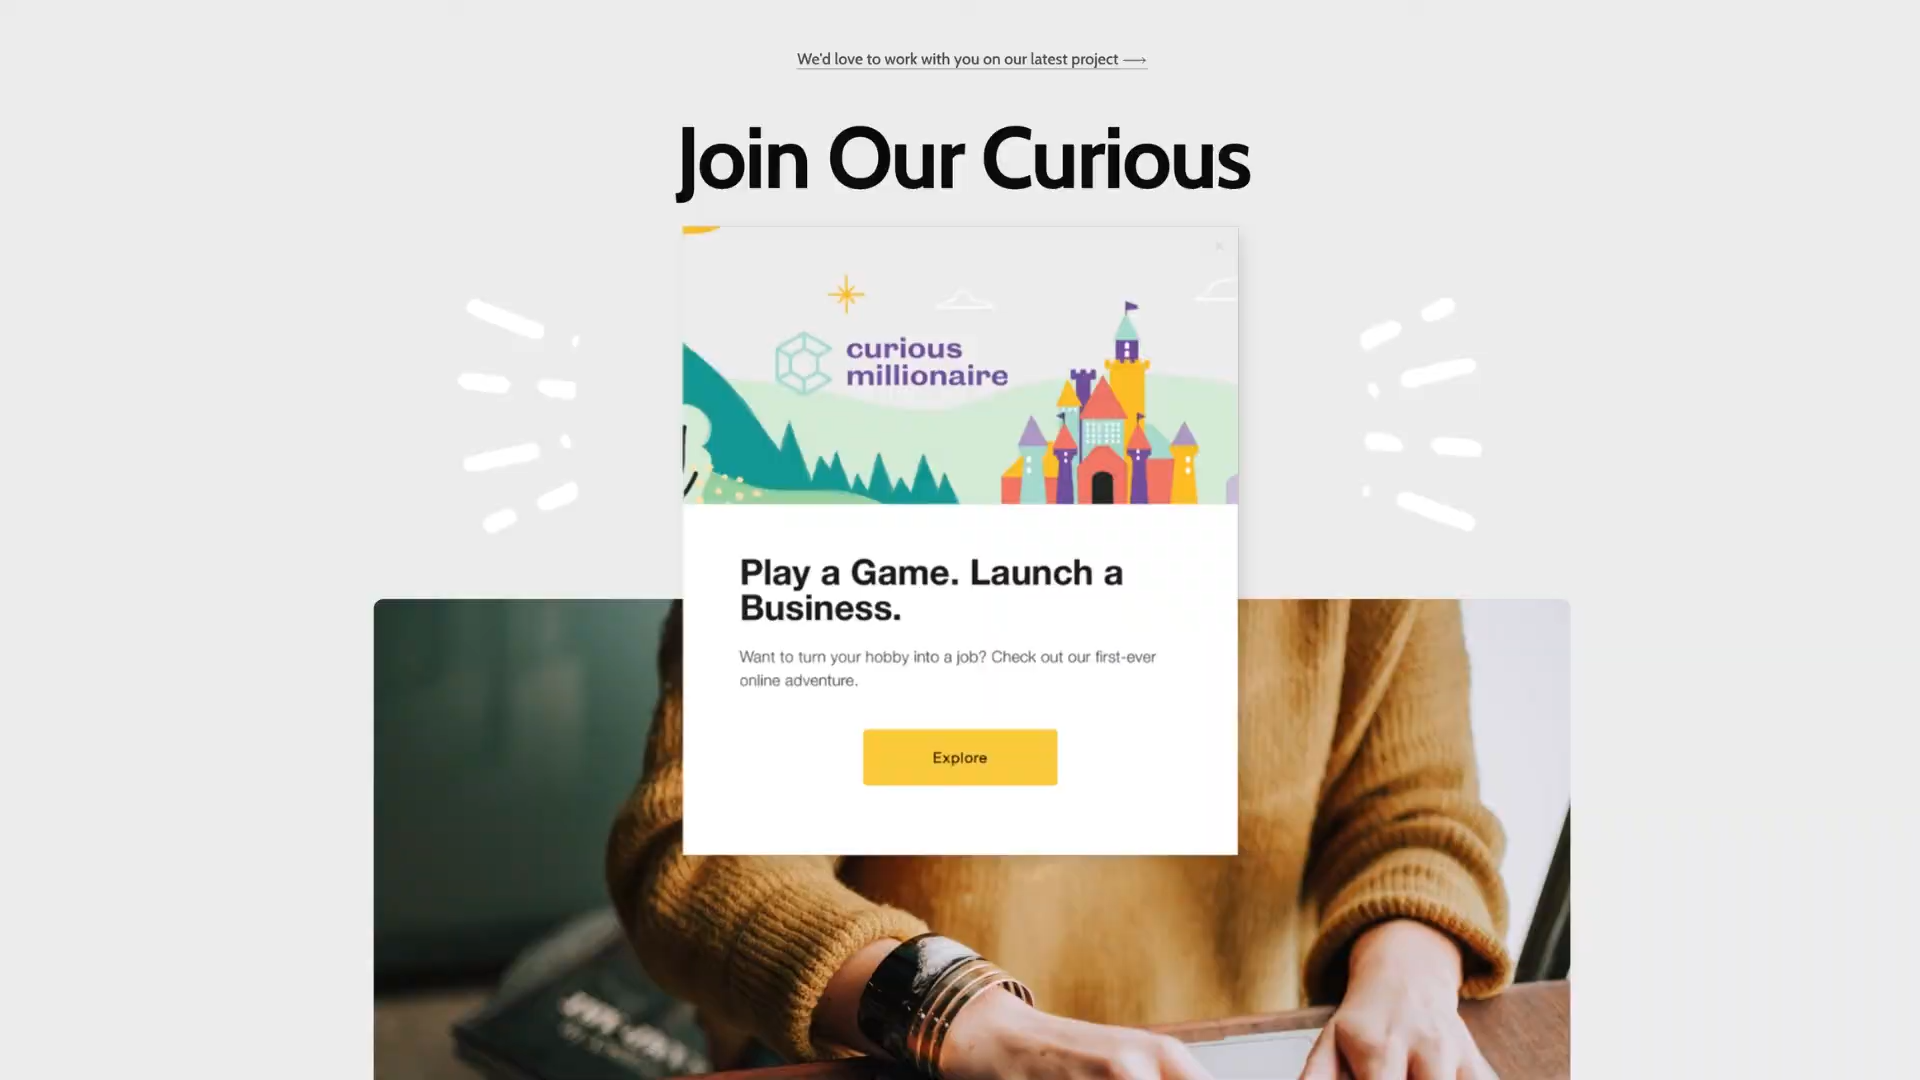 We'd love to work with you on our latest project ⟶
Join Our Curious
curious
millionaire
Play a Game. Launch a
Business.
Want to turn your hobby into a job? Check out our first-ever
online adventure.
Explore